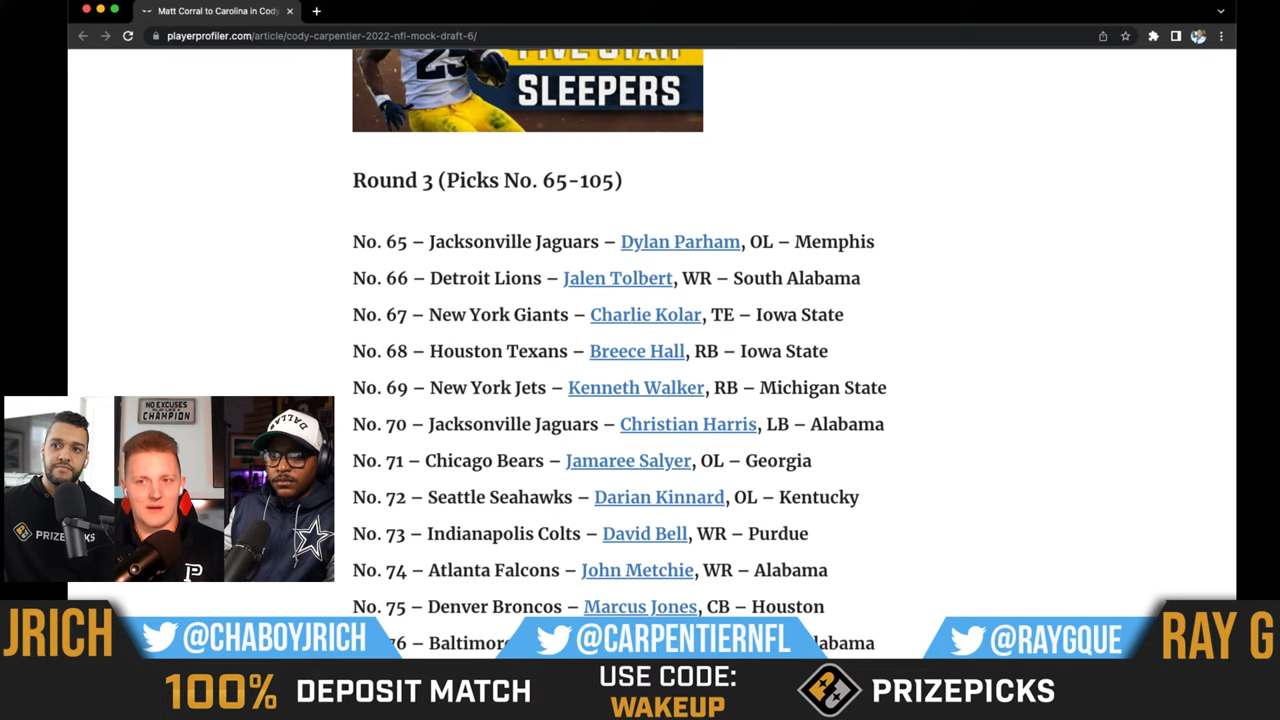 Matt Corral to Carolina in Cody
playerprofiler.com/article/cody-carpentier-2022-nfl-mock-draft-6/
FIVE STAR
SLEEPERS
Round 3 (Picks No. 65-105)
No. 65 – Jacksonville Jaguars – Dylan Parham, OL – Memphis
No. 66 – Detroit Lions – Jalen Tolbert, WR – South Alabama
No. 67 – New York Giants – Charlie Kolar, TE – Iowa State
No. 68 – Houston Texans – Breece Hall, RB – Iowa State
No. 69 – New York Jets – Kenneth Walker, RB – Michigan State
No. 70 – Jacksonville Jaguars – Christian Harris, LB – Alabama
No. 71 – Chicago Bears – Jamaree Salyer, OL – Georgia
No. 72 – Seattle Seahawks – Darian Kinnard, OL – Kentucky
No. 73 – Indianapolis Colts – David Bell, WR – Purdue
No. 74 – Atlanta Falcons – John Metchie, WR – Alabama
No. 75 – Denver Broncos – Marcus Jones, CB – Houston
76 – Baltimore
NO EXCUSES
CHAMPION
DALLAS
PRIZEPICKS
P
JRICH
@CHABOYJRICH
@CARPENTIERNFL
@RAYGQUE
RAY G
100% DEPOSIT MATCH
USE CODE:
WAKEUP
PRIZEPICKS